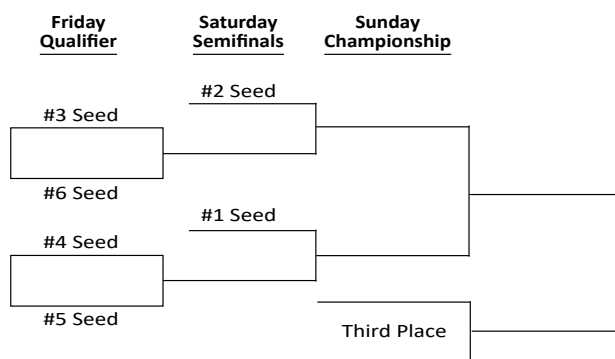 Friday
Qualifier
Saturday
Semifinals
Sunday
Championship
#2 Seed
#3 Seed
#6 Seed
#1 Seed
#4 Seed
#5 Seed
Third Place